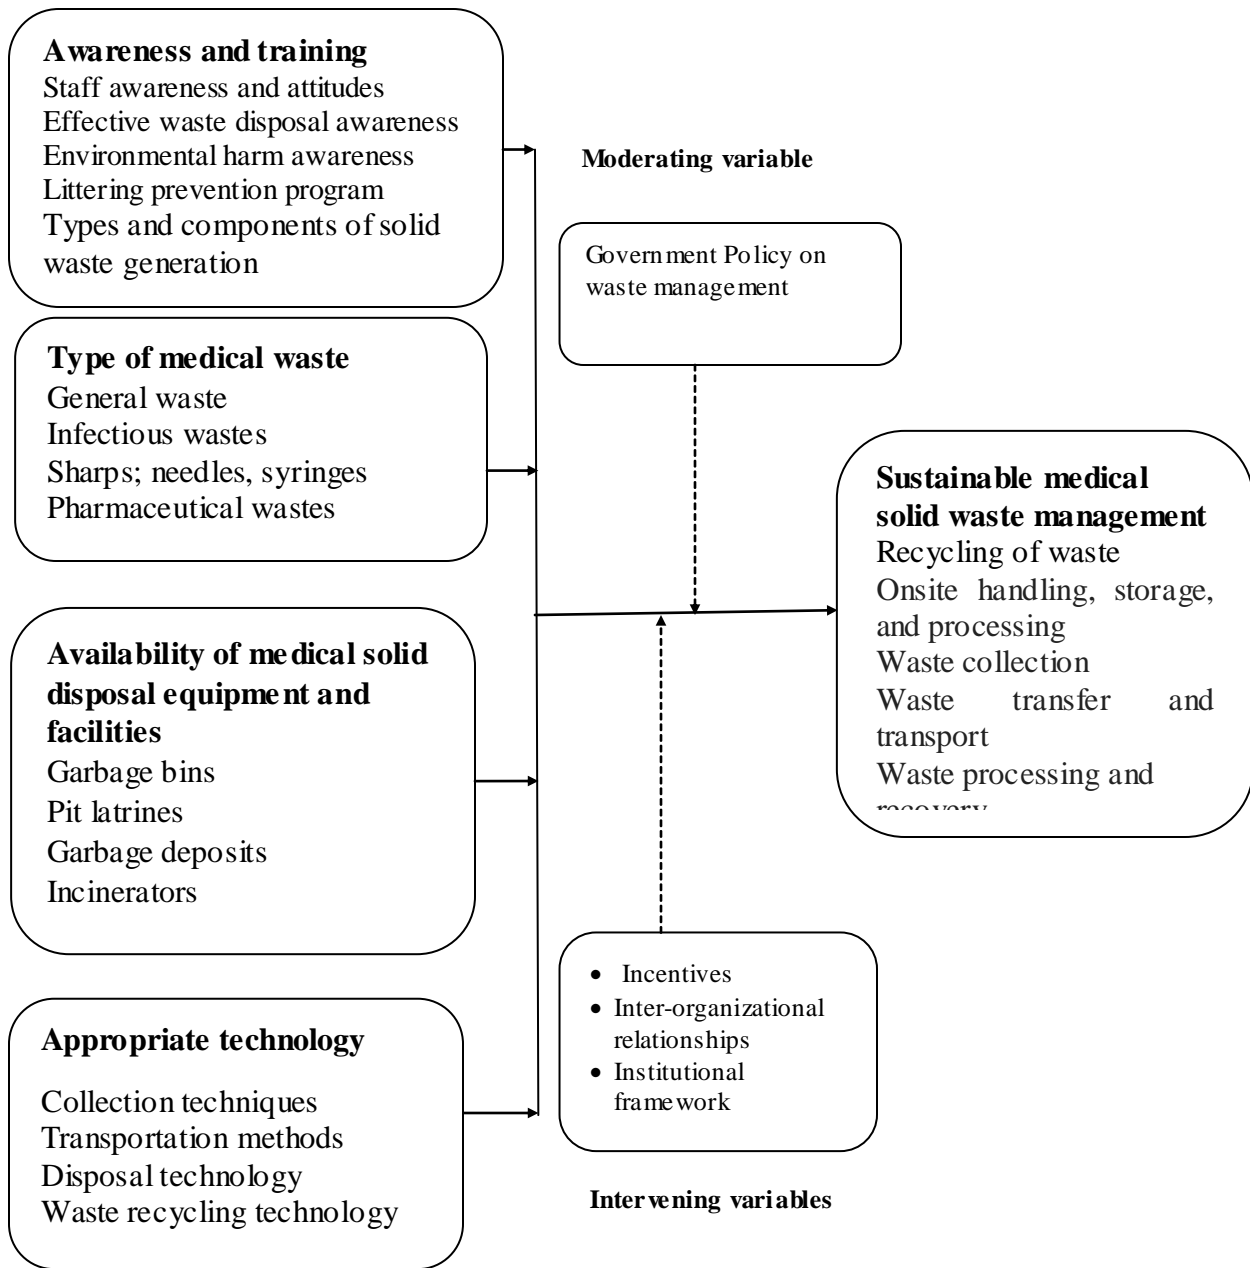 Awareness and training
Staff awareness and attitudes
Effective waste disposal awareness
Environmental harm awareness
Littering prevention program
Types and components of solid
waste generation
Type of medical waste
General waste
Infectious wastes
Sharps; needles, syringes
Pharmaceutical wastes
Availability of medical solid
disposal equipment and
facilities
Garbage bins
Pit latrines
Garbage deposits
Incinerators
Appropriate technology
Collection techniques
Transportation methods
Disposal technology
Waste recycling technology
Moderating variable
Government Policy on
waste management
• Incentives
• Inter-organizational
relationships
• Institutional
framework
Intervening variables
Sustainable medical
solid waste management
Recycling of waste
Onsite handling, storage,
and processing
Waste collection
Waste transfer and
transport
Waste processing and
recovery